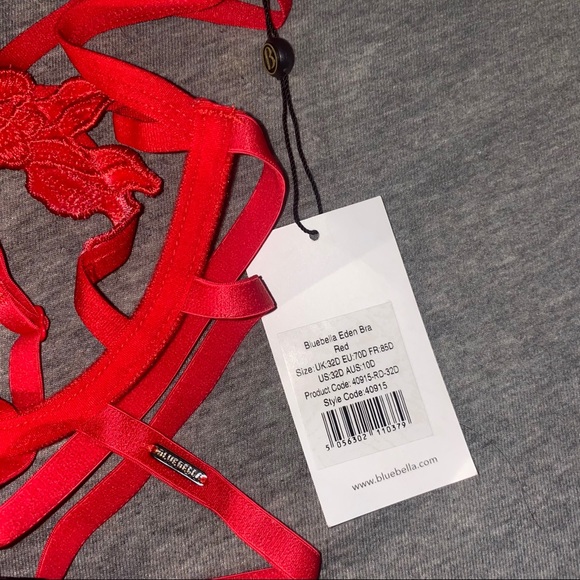 B
Bluebella Eden Bra
Red
Size: UK:32D EU:70D FR:85D
US:32D AUS:10D
Product Code: 40915-RD-32D
Style Code:40915
5 056302 110379
www.bluebella.com
BLUEBELLA